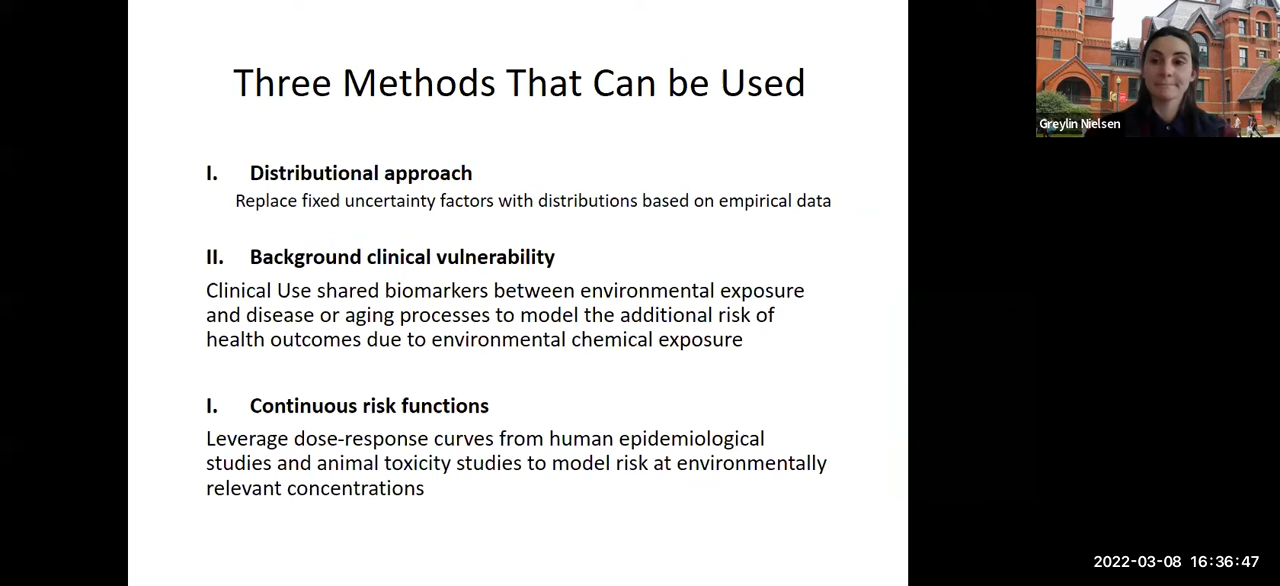 Three Methods That Can be Used
I. Distributional approach
Replace fixed uncertainty factors with distributions based on empirical data
II. Background clinical vulnerability
Clinical Use shared biomarkers between environmental exposure
and disease or aging processes to model the additional risk of
health outcomes due to environmental chemical exposure
I. Continuous risk functions
Leverage dose-response curves from human epidemiological
studies and animal toxicity studies to model risk at environmentally
relevant concentrations
Greylin Nielsen
2022-03-08 16:36:47